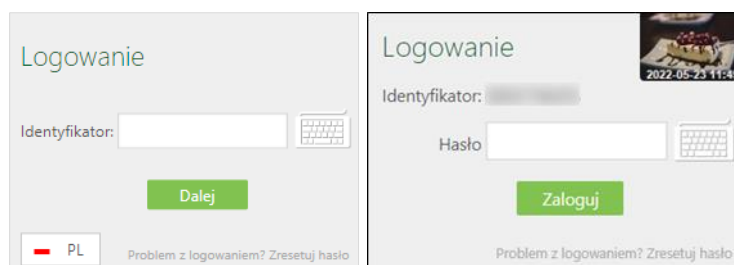 Logowanie
Identyfikator:
Dalej
PL
Problem z logowaniem? Zresetuj hasło
Logowanie
2022-05-23 11:4
Identyfikator:
Hasło
Zaloguj
Problem z logowaniem? Zresetuj hasło